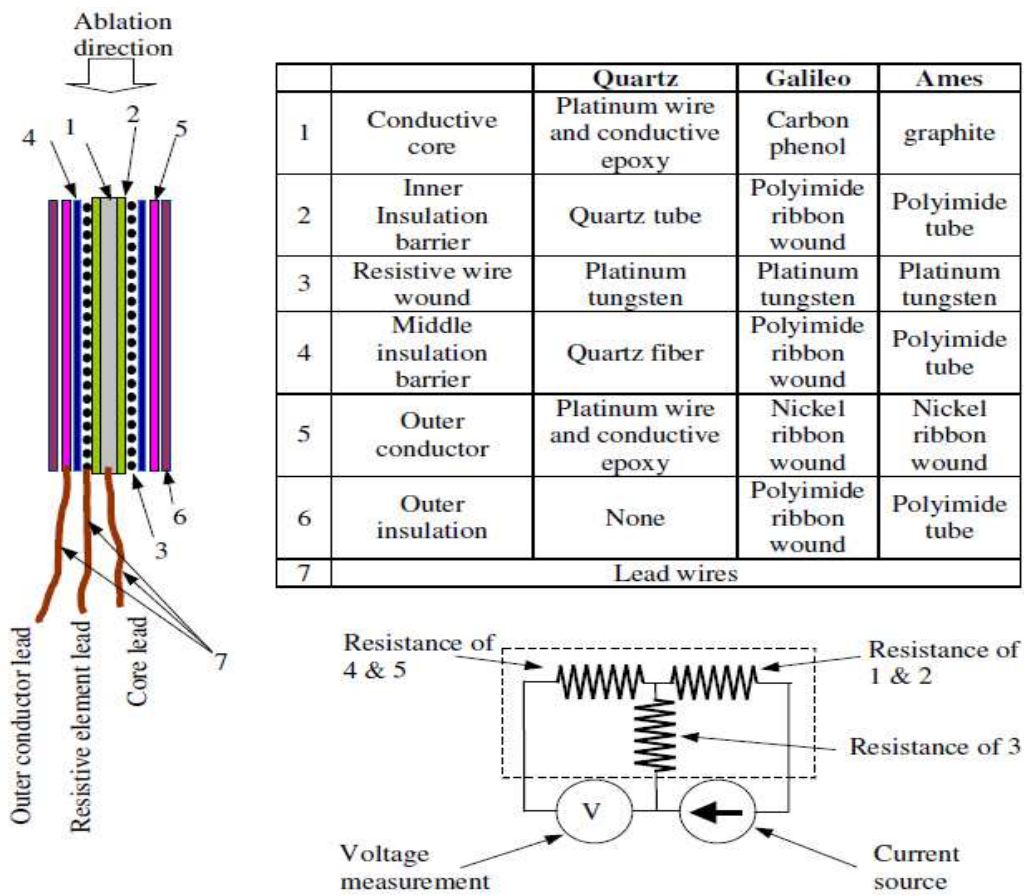 Ablation
direction
4
1
2
5
6
3
7
Outer conductor lead
Resistive element lead
Core lead
Quartz
Galileo
Ames
1
Conductive
core
Platinum wire
and conductive
epoxy
Carbon
phenol
graphite
2
Inner
Insulation
barrier
Quartz tube
Polyimide
ribbon
wound
Polyimide
tube
3
Resistive wire
wound
Platinum
tungsten
Platinum
tungsten
Platinum
tungsten
4
Middle
insulation
barrier
Quartz fiber
Polyimide
ribbon
wound
Polyimide
tube
5
Outer
conductor
Platinum wire
and conductive
epoxy
Nickel
ribbon
wound
Nickel
ribbon
wound
6
Outer
insulation
None
Polyimide
ribbon
wound
Polyimide
tube
7
Lead wires
Resistance of
4 & 5
Resistance of
1 & 2
Resistance of 3
V
Voltage
measurement
Current
source